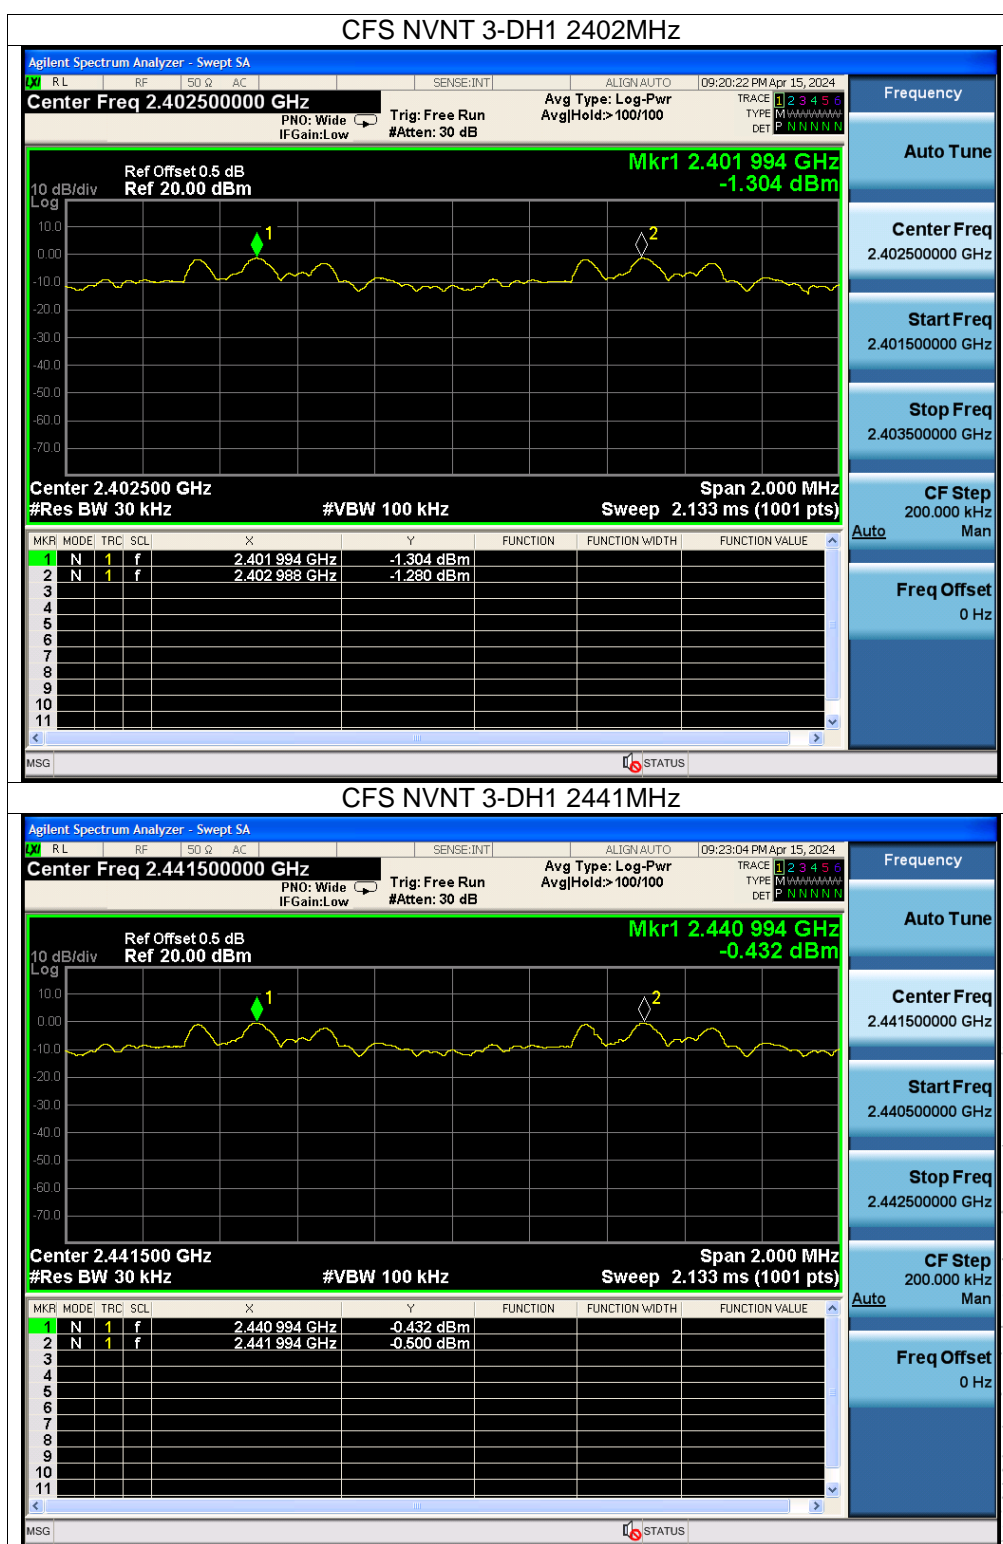 CFS NVNT 3-DH1 2402MHz
Agilent Spectrum Analyzer - Swept SA
LXI RL RF 50 Ω AC SENSE:INT ALIGN AUTO 09:20:22 PM Apr 15, 2024
Center Freq 2.402500000 GHz
PNO: Wide
IFGain:Low
Trig: Free Run
#Atten: 30 dB
Avg Type: Log-Pwr
Avg|Hold:>100/100
TRACE 1 2 3 4 5 6
TYPE M
DET P N N N N N
Ref Offset 0.5 dB
10 dB/div Ref 20.00 dBm
Log
Mkr1 2.401 994 GHz
-1.304 dBm
10.0
0.00
-10.0
-20.0
-30.0
-40.0
-50.0
-60.0
-70.0
1
2
Center 2.402500 GHz Span 2.000 MHz
#Res BW 30 kHz #VBW 100 kHz Sweep 2.133 ms (1001 pts)
MKR MODE TRC SCL X Y FUNCTION FUNCTION WIDTH FUNCTION VALUE
1 N 1 f 2.401 994 GHz -1.304 dBm
2 N 1 f 2.402 988 GHz -1.280 dBm
3
4
5
6
7
8
9
10
11
MSG STATUS
Frequency
Auto Tune
Center Freq
2.402500000 GHz
Start Freq
2.401500000 GHz
Stop Freq
2.403500000 GHz
CF Step
200.000 kHz
Auto Man
Freq Offset
0 Hz
CFS NVNT 3-DH1 2441MHz
Agilent Spectrum Analyzer - Swept SA
LXI RL RF 50 Ω AC SENSE:INT ALIGN AUTO 09:23:04 PM Apr 15, 2024
Center Freq 2.441500000 GHz
PNO: Wide
IFGain:Low
Trig: Free Run
#Atten: 30 dB
Avg Type: Log-Pwr
Avg|Hold:>100/100
TRACE 1 2 3 4 5 6
TYPE M
DET P N N N N N
Ref Offset 0.5 dB
10 dB/div Ref 20.00 dBm
Log
Mkr1 2.440 994 GHz
-0.432 dBm
10.0
0.00
-10.0
-20.0
-30.0
-40.0
-50.0
-60.0
-70.0
1
2
Center 2.441500 GHz Span 2.000 MHz
#Res BW 30 kHz #VBW 100 kHz Sweep 2.133 ms (1001 pts)
MKR MODE TRC SCL X Y FUNCTION FUNCTION WIDTH FUNCTION VALUE
1 N 1 f 2.440 994 GHz -0.432 dBm
2 N 1 f 2.441 994 GHz -0.500 dBm
3
4
5
6
7
8
9
10
11
MSG STATUS
Frequency
Auto Tune
Center Freq
2.441500000 GHz
Start Freq
2.440500000 GHz
Stop Freq
2.442500000 GHz
CF Step
200.000 kHz
Auto Man
Freq Offset
0 Hz